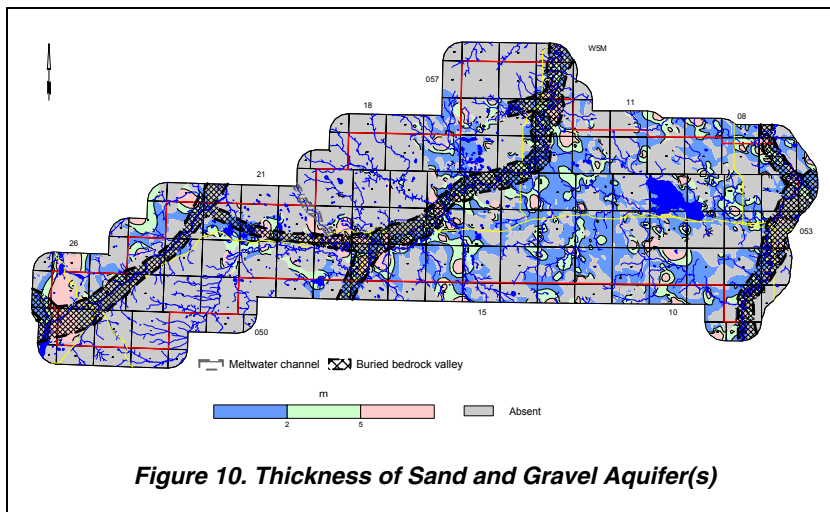 W5M
057
11
18
08
21
053
26
15
10
050
Meltwater channel
Buried bedrock valley
m
2
5
Absent
Figure 10. Thickness of Sand and Gravel Aquifer(s)